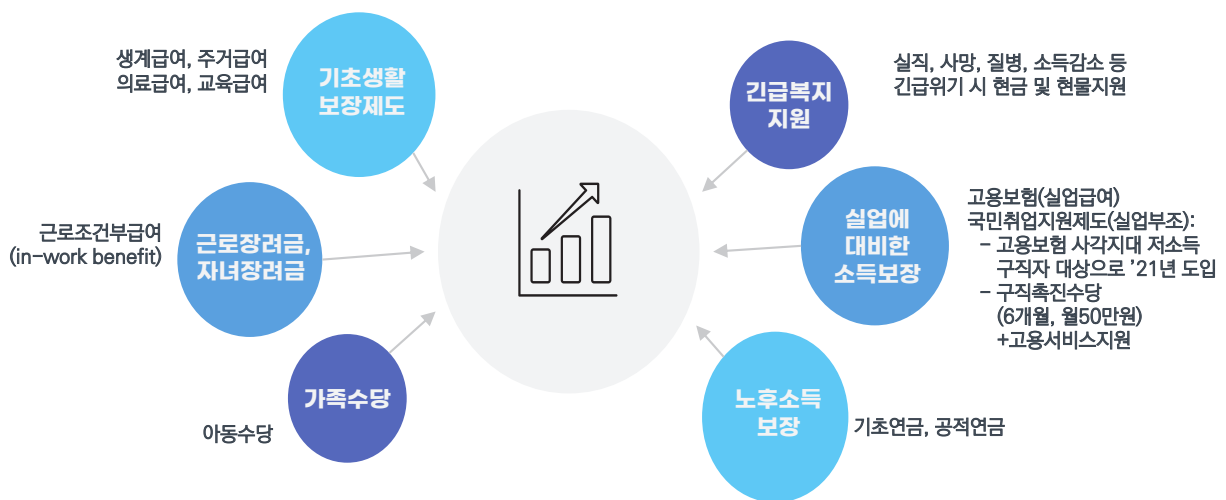 생계급여, 주거급여
의료급여, 교육급여
기초생활
보장제도
근로조건부급여
(in-work benefit)
근로장려금,
자녀장려금
가족수당
아동수당
긴급복지
지원
실직, 사망, 질병, 소득감소 등
긴급위기 시 현금 및 현물지원
실업에
대비한
소득보장
고용보험(실업급여)
국민취업지원제도(실업부조):
- 고용보험 사각지대 저소득
구직자 대상으로 ’21년 도입
- 구직촉진수당
(6개월, 월50만원)
+고용서비스지원
노후소득
보장
기초연금, 공적연금